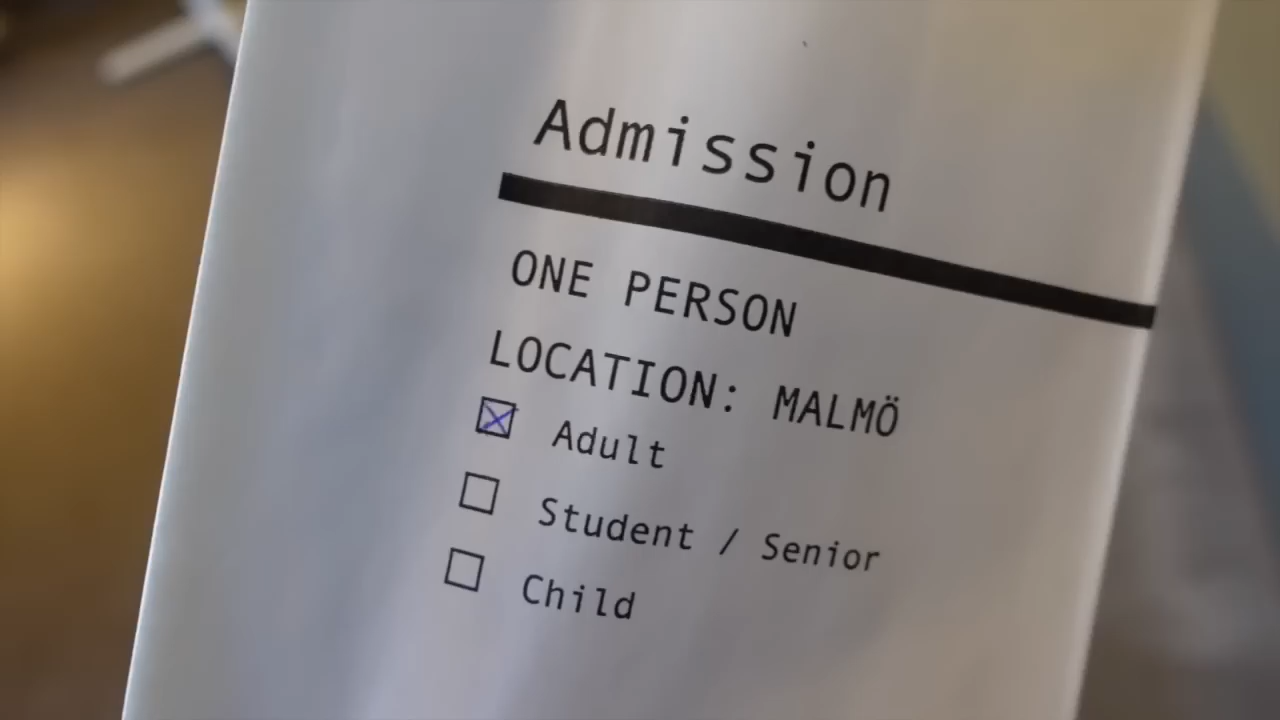 Admission
ONE PERSON
LOCATION: MALMÖ
☒ Adult
☐ Student / Senior
☐ Child